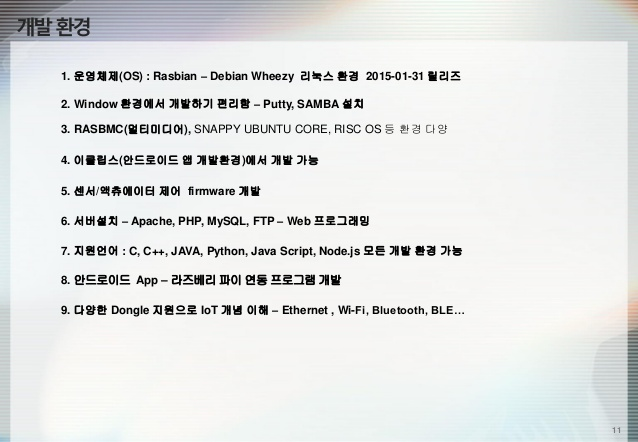 개발 환경
1. 운영체제(OS) : Rasbian – Debian Wheezy 리눅스 환경 2015-01-31 릴리즈
2. Window 환경에서 개발하기 편리함 – Putty, SAMBA 설치
3. RASBMC(멀티미디어), SNAPPY UBUNTU CORE, RISC OS 등 환경 다양
4. 이클립스(안드로이드 앱 개발환경)에서 개발 가능
5. 센서/액츄에이터 제어 firmware 개발
6. 서버설치 – Apache, PHP, MySQL, FTP – Web 프로그래밍
7. 지원언어 : C, C++, JAVA, Python, Java Script, Node.js 모든 개발 환경 가능
8. 안드로이드 App – 라즈베리 파이 연동 프로그램 개발
9. 다양한 Dongle 지원으로 IoT 개념 이해 – Ethernet , Wi-Fi, Bluetooth, BLE…
11